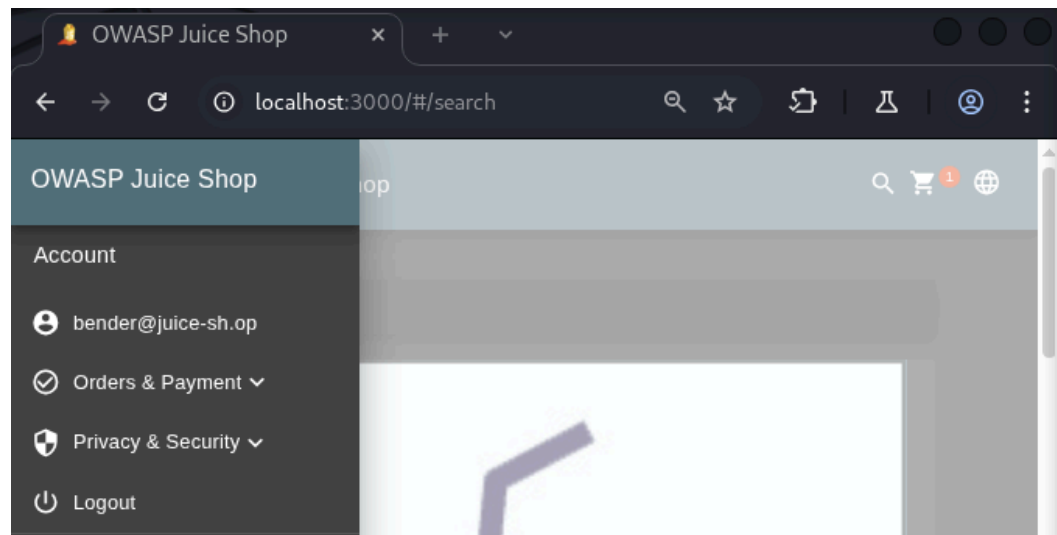 OWASP Juice Shop
localhost:3000/#/search
OWASP Juice Shop
op
1
Account
bender@juice-sh.op
Orders & Payment
Privacy & Security
Logout